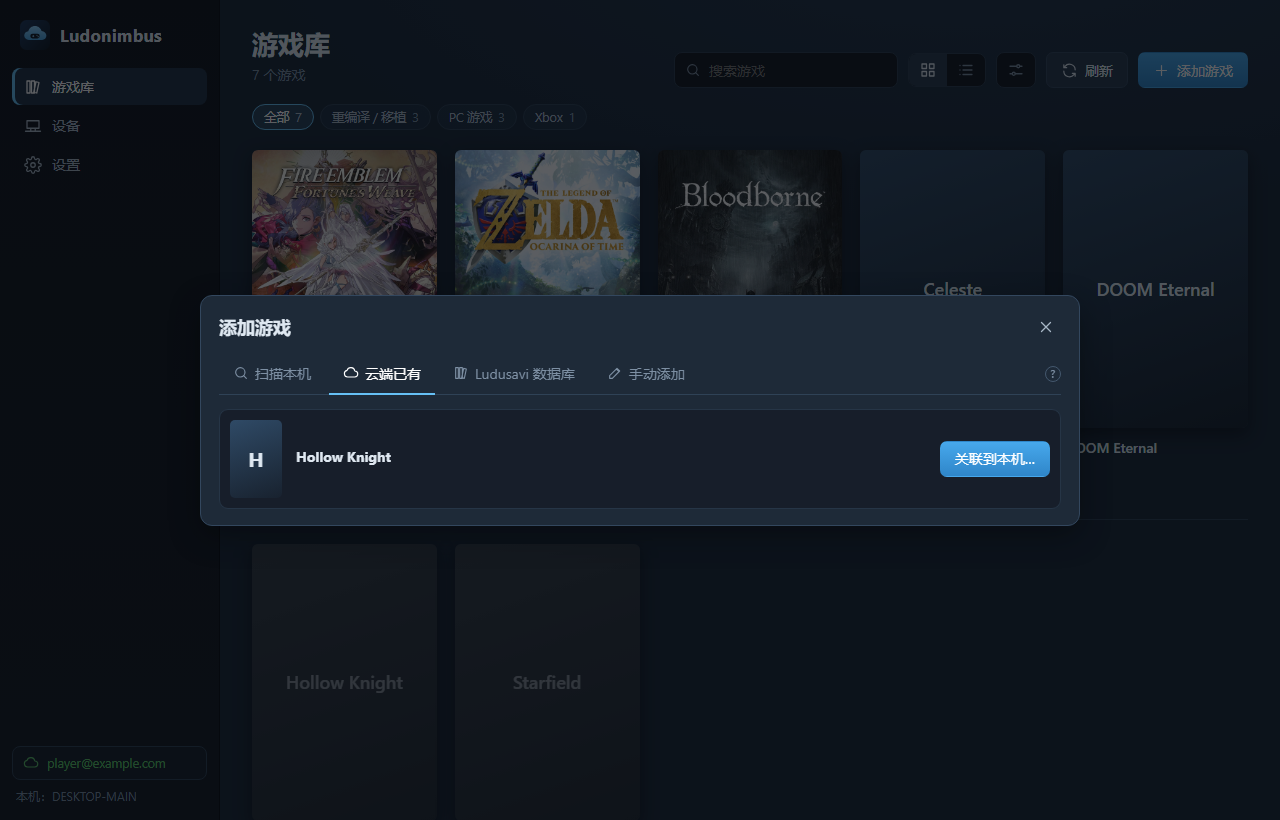 Ludonimbus
游戏库
设备
设置
player@example.com
本机: DESKTOP-MAIN
游戏库
7 个游戏
搜索游戏
刷新
添加游戏
全部 7
重编译 / 移植 3
PC 游戏 3
Xbox 1
FIRE EMBLEM
FORTUNE'S WEAVE
THE LEGEND OF
ZELDA
OCARINA OF TIME
Bloodborne
Celeste
DOOM Eternal
添加游戏
扫描本机
云端已有
Ludusavi 数据库
手动添加
?
H
Hollow Knight
关联到本机...
DOOM Eternal
Hollow Knight
Starfield